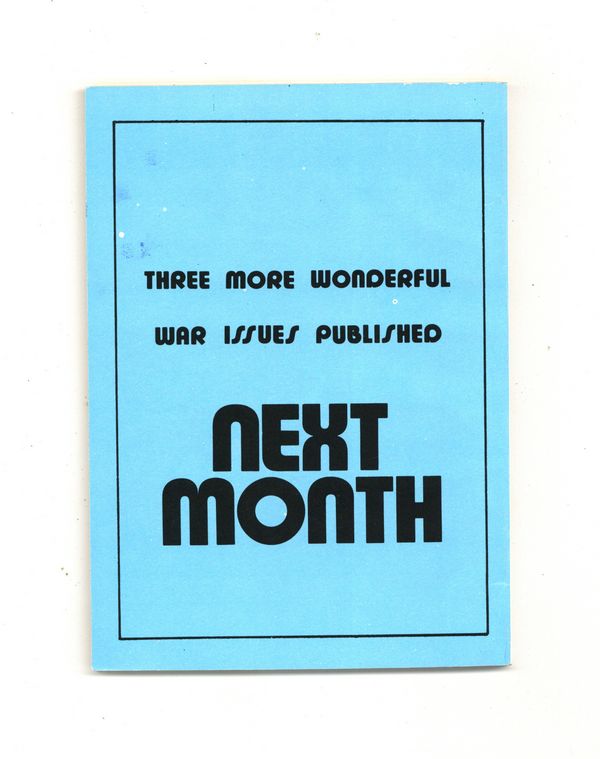 THREE MORE WONDERFUL
WAR ISSUES PUBLISHED
NEXT
MONTH